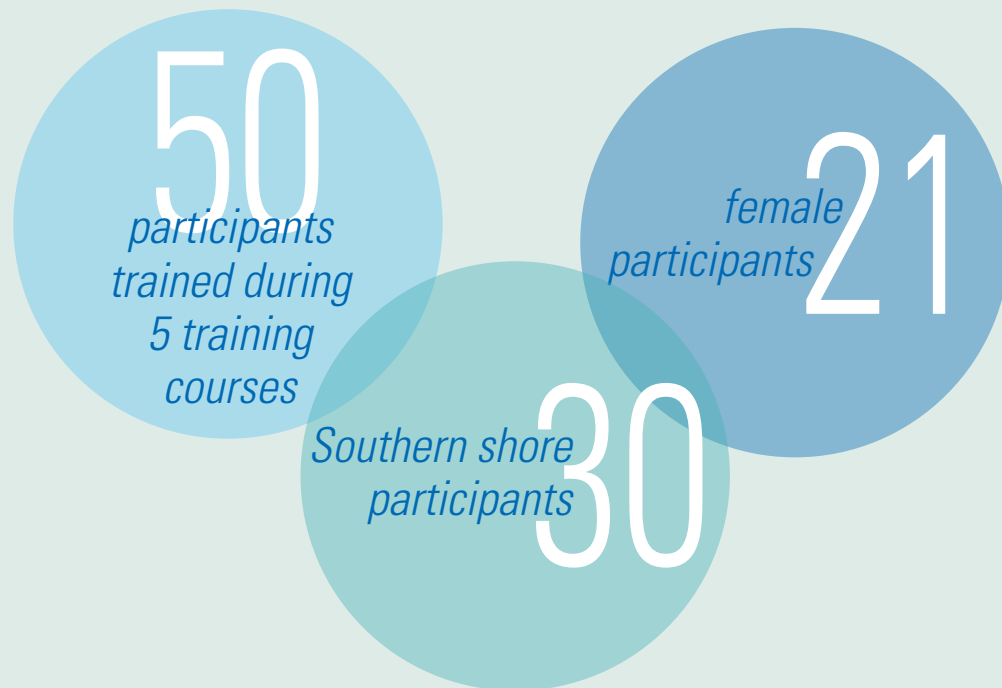 50
participants
trained during
5 training
courses
21
female
participants
30
Southern shore
participants